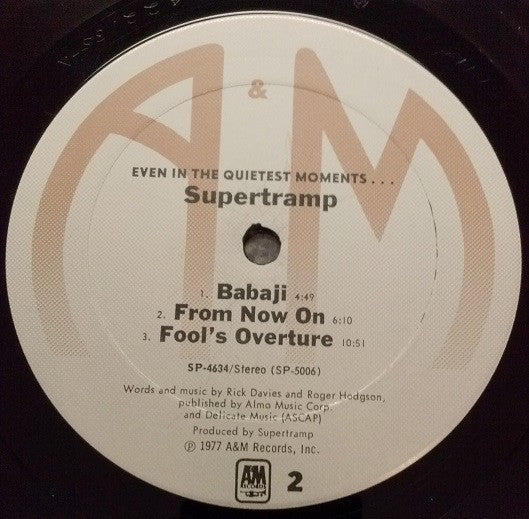 A & M
EVEN IN THE QUIETEST MOMENTS . . .
Supertramp
1. Babaji 4:49
2. From Now On 6:10
3. Fool's Overture 10:51
SP-4634/Stereo (SP-5006)
Words and music by Rick Davies and Roger Hodgson,
published by Almo Music Corp.
and Delicate Music (ASCAP)
Produced by Supertramp
℗ 1977 A&M Records, Inc.
A&M
RECORDS
2